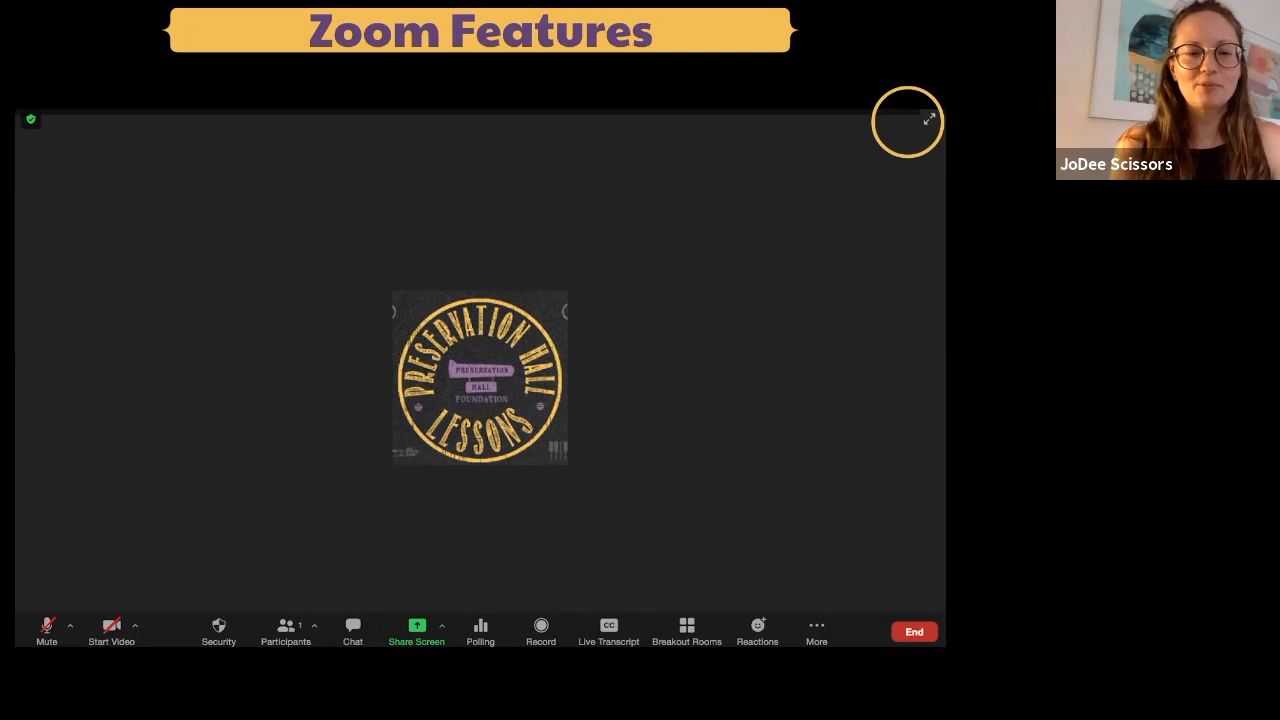 Zoom Features
JoDee Scissors
PRESERVATION HALL
PRESERVATION
HALL
FOUNDATION
LESSONS
1
CC
Mute
Start Video
Security
Participants
Chat
Share Screen
Polling
Record
Live Transcript
Breakout Rooms
Reactions
More
End